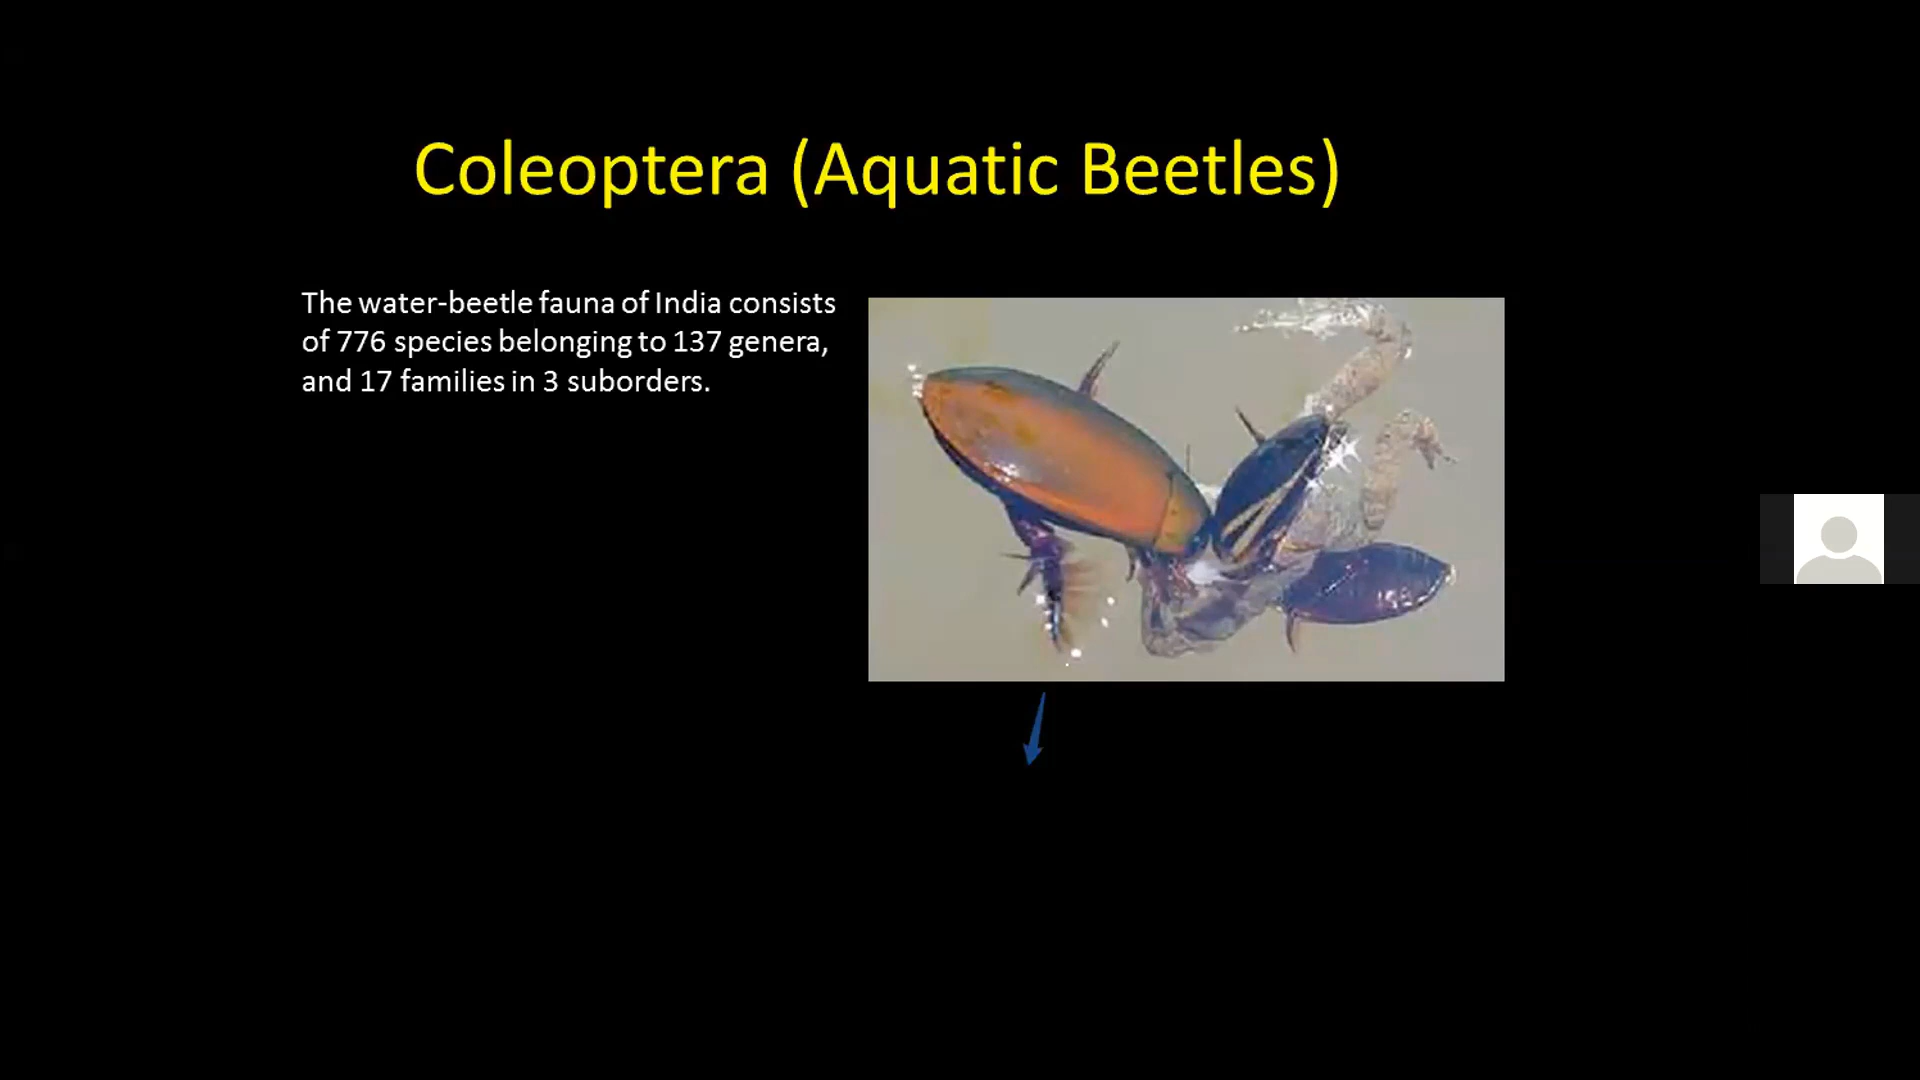 Coleoptera (Aquatic Beetles)
The water-beetle fauna of India consists
of 776 species belonging to 137 genera,
and 17 families in 3 suborders.